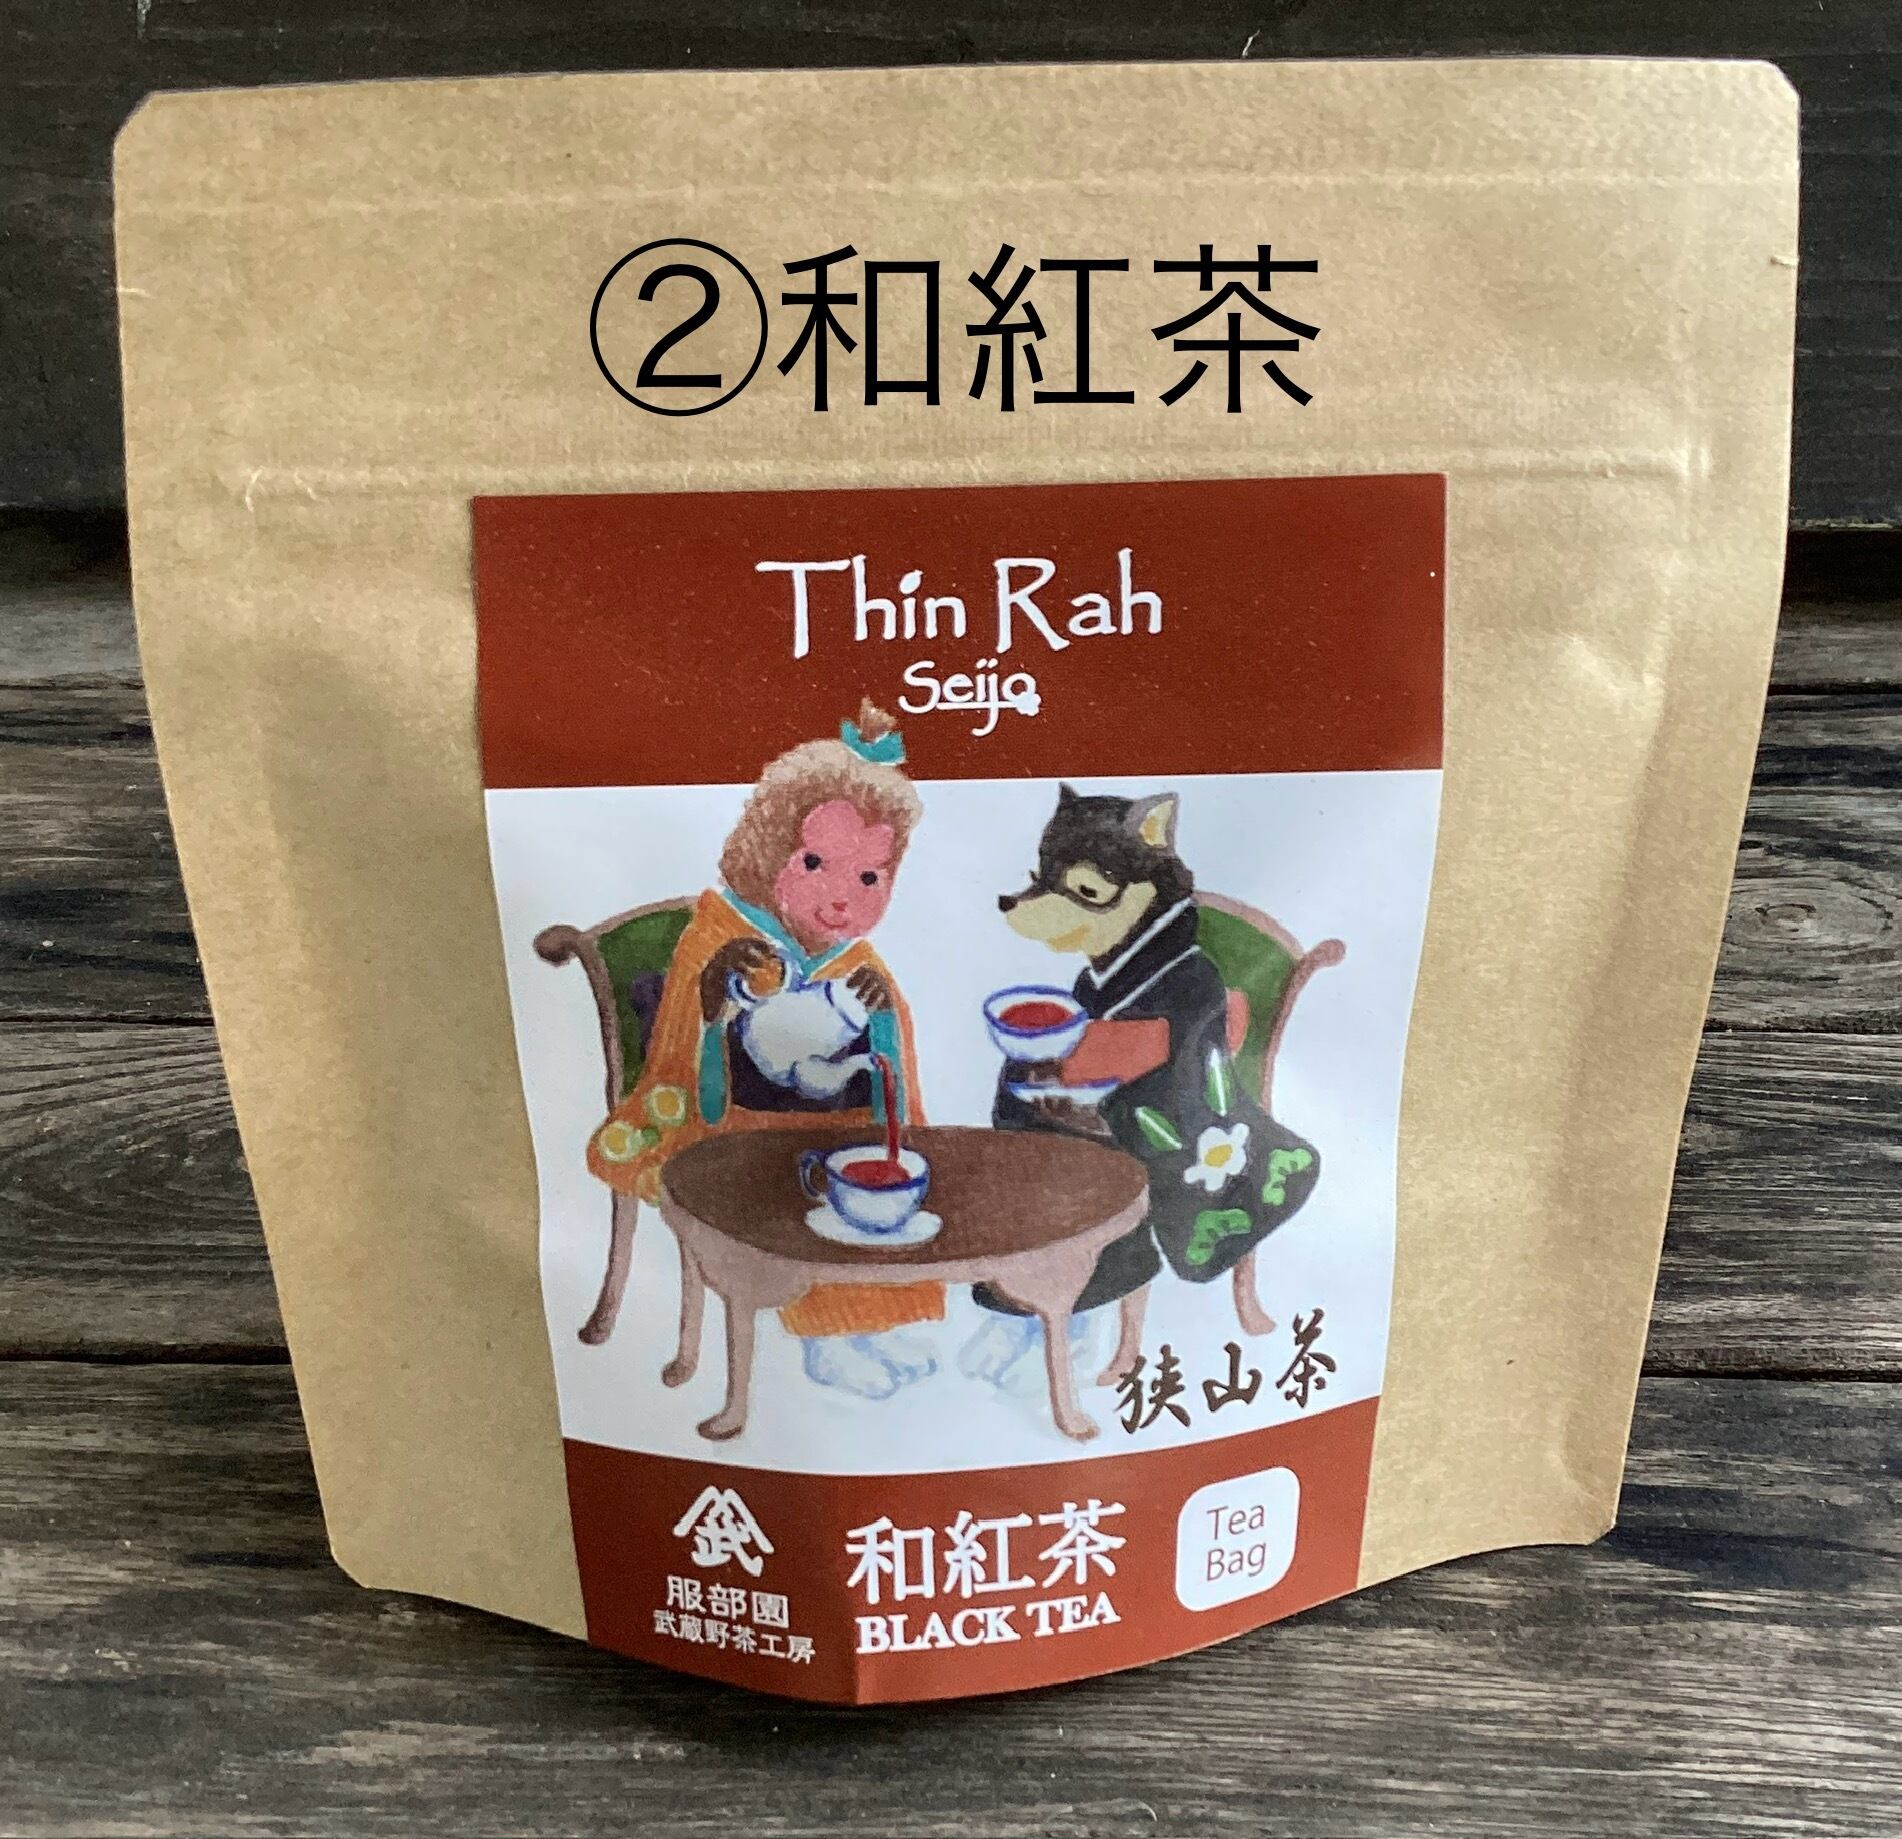 ②和紅茶
Thin Rah
Seijo
狭山茶
武
服部園
武蔵野茶工房
和紅茶
BLACK TEA
Tea
Bag